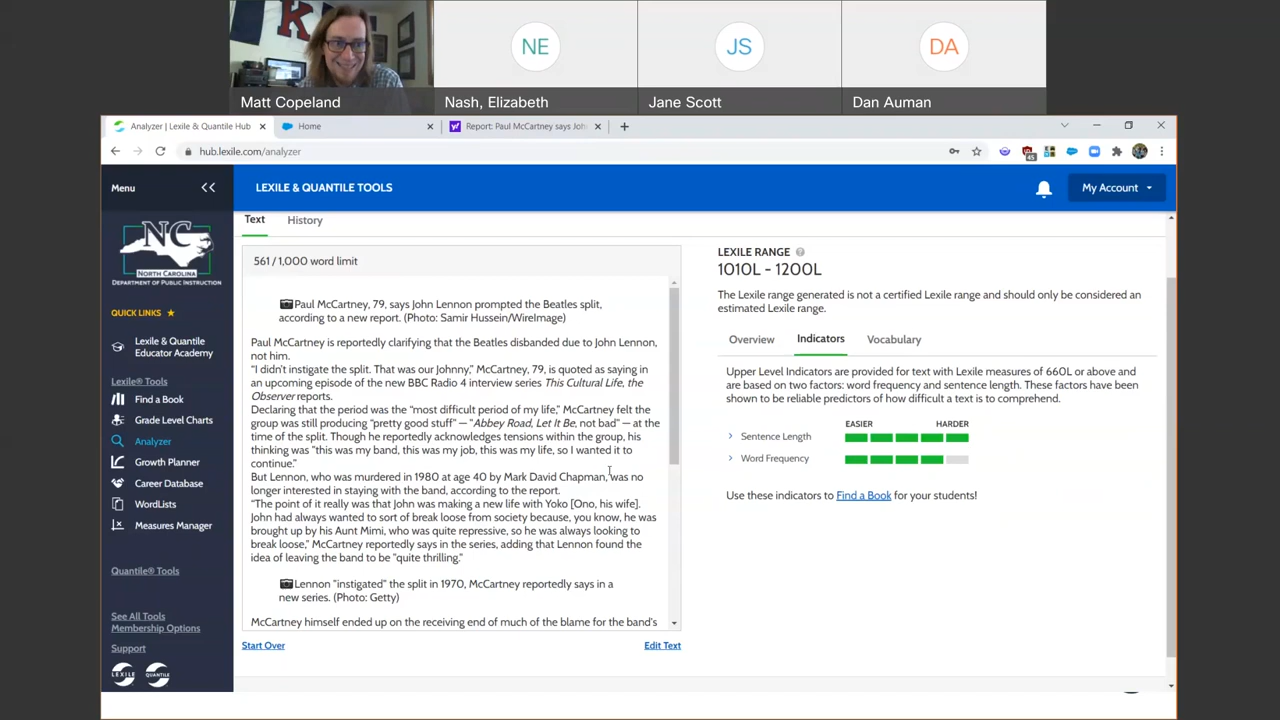 K
NE
JS
DA
Matt Copeland
Nash, Elizabeth
Jane Scott
Dan Auman
Analyzer | Lexile & Quantile Hub
Home
Report: Paul McCartney says John
hub.lexile.com/analyzer
45
Menu
LEXILE & QUANTILE TOOLS
My Account
NC
NORTH CAROLINA
DEPARTMENT OF PUBLIC INSTRUCTION
QUICK LINKS
Lexile & Quantile
Educator Academy
Lexile® Tools
Find a Book
Grade Level Charts
Analyzer
Growth Planner
Career Database
WordLists
Measures Manager
Quantile® Tools
See All Tools
Membership Options
Support
LEXILE
QUANTILE
Text
History
561 / 1,000 word limit
Paul McCartney, 79, says John Lennon prompted the Beatles split,
according to a new report. (Photo: Samir Hussein/WireImage)
Paul McCartney is reportedly clarifying that the Beatles disbanded due to John Lennon,
not him.
“I didn’t instigate the split. That was our Johnny,” McCartney, 79, is quoted as saying in
an upcoming episode of the new BBC Radio 4 interview series This Cultural Life, the
Observer reports.
Declaring that the period was the “most difficult period of my life,” McCartney felt the
group was still producing “pretty good stuff” — “Abbey Road, Let It Be, not bad” — at the
time of the split. Though he reportedly acknowledges tensions within the group, his
thinking was “this was my band, this was my job, this was my life, so I wanted it to
continue.”
But Lennon, who was murdered in 1980 at age 40 by Mark David Chapman, was no
longer interested in staying with the band, according to the report.
“The point of it really was that John was making a new life with Yoko [Ono, his wife].
John had always wanted to sort of break loose from society because, you know, he was
brought up by his Aunt Mimi, who was quite repressive, so he was always looking to
break loose,” McCartney reportedly says in the series, adding that Lennon found the
idea of leaving the band to be "quite thrilling."
Lennon "instigated" the split in 1970, McCartney reportedly says in a
new series. (Photo: Getty)
McCartney himself ended up on the receiving end of much of the blame for the band's
Start Over
Edit Text
LEXILE RANGE
1010L - 1200L
The Lexile range generated is not a certified Lexile range and should only be considered an
estimated Lexile range.
Overview
Indicators
Vocabulary
Upper Level Indicators are provided for text with Lexile measures of 660L or above and
are based on two factors: word frequency and sentence length. These factors have been
shown to be reliable predictors of how difficult a text is to comprehend.
EASIER
HARDER
Sentence Length
Word Frequency
Use these indicators to Find a Book for your students!